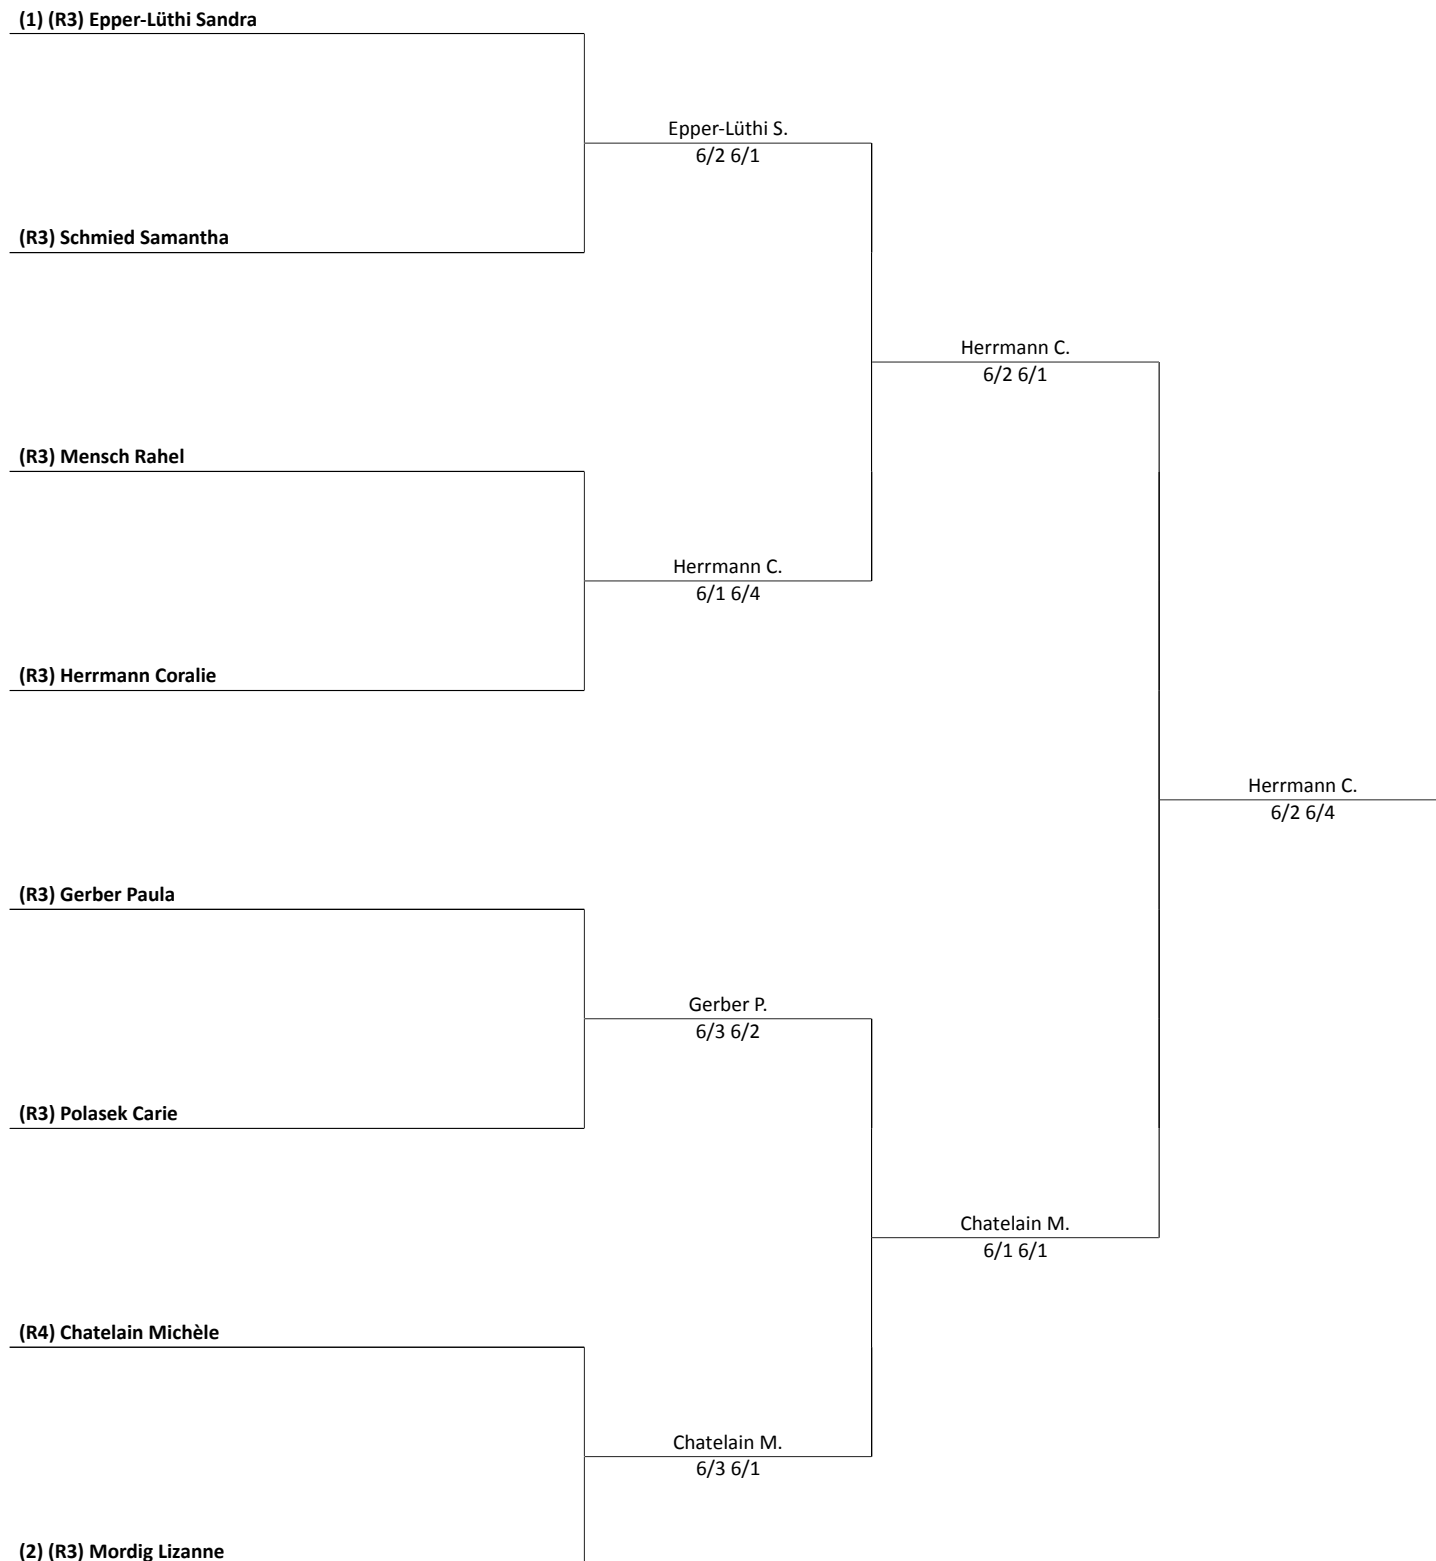 (1) (R3) Epper-Lüthi Sandra
Epper-Lüthi S.
6/2 6/1
(R3) Schmied Samantha
Herrmann C.
6/2 6/1
(R3) Mensch Rahel
Herrmann C.
6/1 6/4
(R3) Herrmann Coralie
Herrmann C.
6/2 6/4
(R3) Gerber Paula
Gerber P.
6/3 6/2
(R3) Polasek Carie
Chatelain M.
6/1 6/1
(R4) Chatelain Michèle
Chatelain M.
6/3 6/1
(2) (R3) Mordig Lizanne